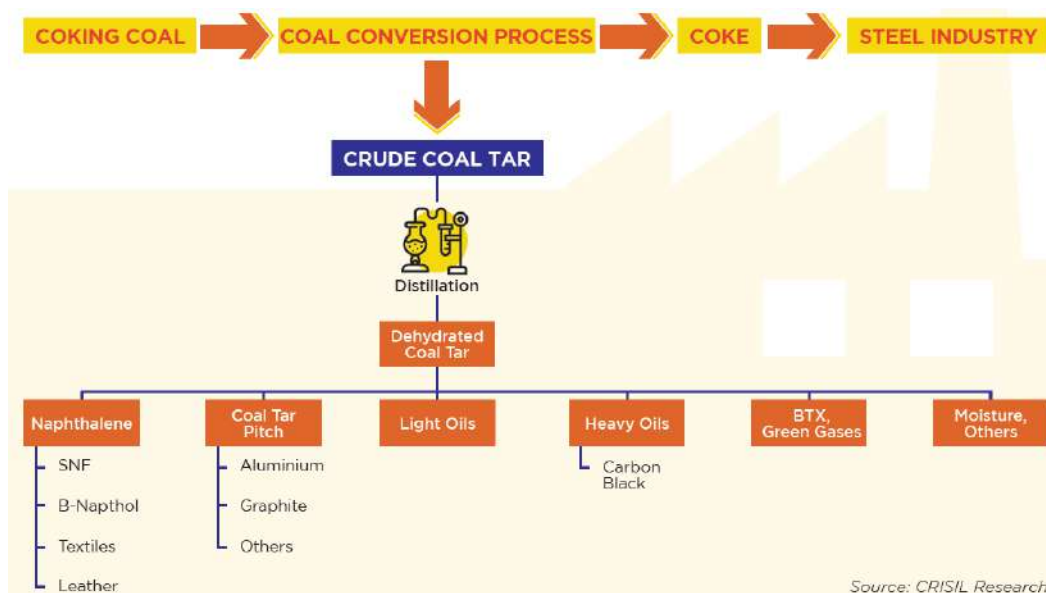 COKING COAL
COAL CONVERSION PROCESS
COKE
STEEL INDUSTRY
CRUDE COAL TAR
Distillation
Dehydrated
Coal Tar
Naphthalene
Coal Tar
Pitch
Light Oils
Heavy Oils
BTX,
Green Gases
Moisture,
Others
SNF
B-Napthol
Textiles
Leather
Aluminium
Graphite
Others
Carbon
Black
Source: CRISIL Research